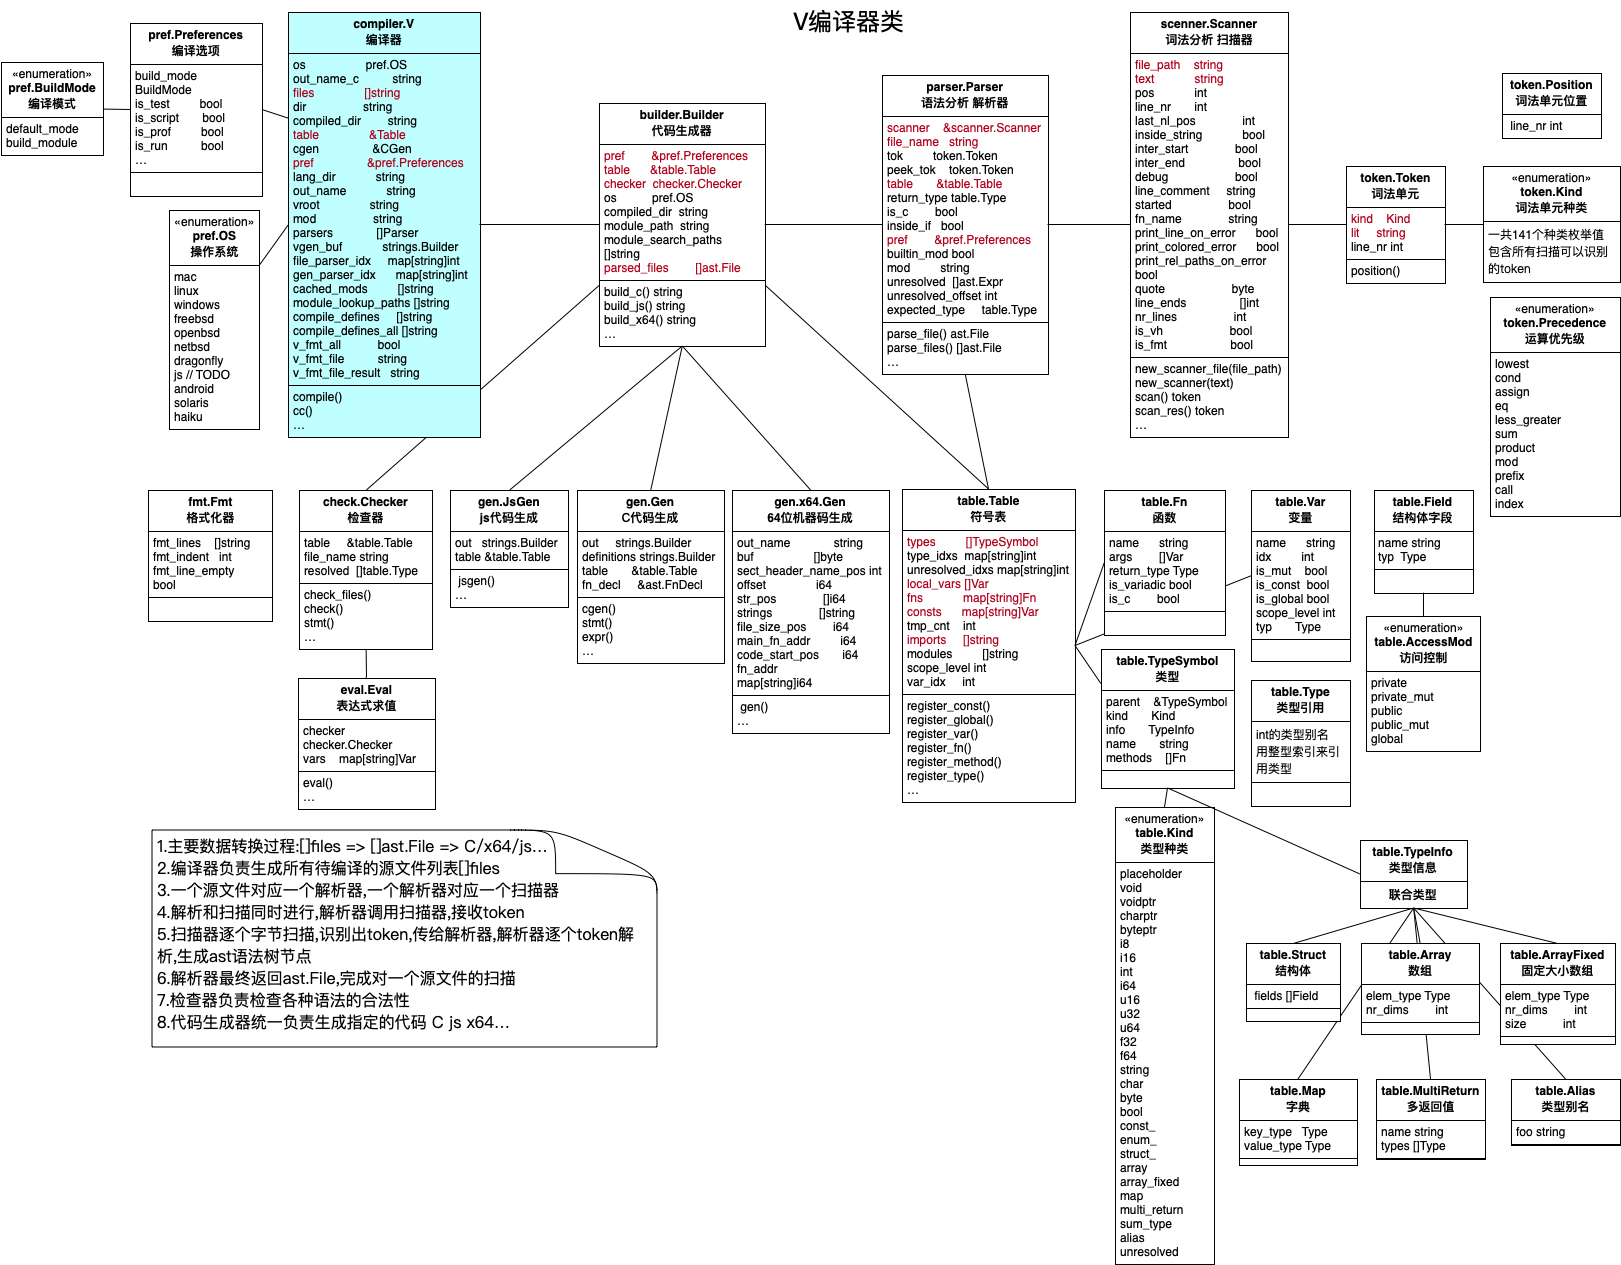 V编译器类
«enumeration»
pref.BuildMode
编译模式
default_mode
build_module
pref.Preferences
编译选项
build_mode
BuildMode
is_test bool
is_script bool
is_prof bool
is_run bool
…
«enumeration»
pref.OS
操作系统
mac
linux
windows
freebsd
openbsd
netbsd
dragonfly
js // TODO
android
solaris
haiku
compiler.V
编译器
os pref.OS
out_name_c string
files []string
dir string
compiled_dir string
table &Table
cgen &CGen
pref &pref.Preferences
lang_dir string
out_name string
vroot string
mod string
parsers []Parser
vgen_buf strings.Builder
file_parser_idx map[string]int
gen_parser_idx map[string]int
cached_mods []string
module_lookup_paths []string
compile_defines []string
compile_defines_all []string
v_fmt_all bool
v_fmt_file string
v_fmt_file_result string
compile()
cc()
…
builder.Builder
代码生成器
pref &pref.Preferences
table &table.Table
checker checker.Checker
os pref.OS
compiled_dir string
module_path string
module_search_paths
[]string
parsed_files []ast.File
build_c() string
build_js() string
build_x64() string
…
parser.Parser
语法分析 解析器
scanner &scanner.Scanner
file_name string
tok token.Token
peek_tok token.Token
table &table.Table
return_type table.Type
is_c bool
inside_if bool
pref &pref.Preferences
builtin_mod bool
mod string
unresolved []ast.Expr
unresolved_offset int
expected_type table.Type
parse_file() ast.File
parse_files() []ast.File
…
scenner.Scanner
词法分析 扫描器
file_path string
text string
pos int
line_nr int
last_nl_pos int
inside_string bool
inter_start bool
inter_end bool
debug bool
line_comment string
started bool
fn_name string
print_line_on_error bool
print_colored_error bool
print_rel_paths_on_error
bool
quote byte
line_ends []int
nr_lines int
is_vh bool
is_fmt bool
new_scanner_file(file_path)
new_scanner(text)
scan() token
scan_res() token
…
token.Token
词法单元
kind Kind
lit string
line_nr int
position()
token.Position
词法单元位置
line_nr int
«enumeration»
token.Kind
词法单元种类
一共141个种类枚举值
包含所有扫描可以识别
的token
«enumeration»
token.Precedence
运算优先级
lowest
cond
assign
eq
less_greater
sum
product
mod
prefix
call
index
fmt.Fmt
格式化器
fmt_lines []string
fmt_indent int
fmt_line_empty
bool
check.Checker
检查器
table &table.Table
file_name string
resolved []table.Type
check_files()
check()
stmt()
…
eval.Eval
表达式求值
checker
checker.Checker
vars map[string]Var
eval()
…
gen.JsGen
js代码生成
out strings.Builder
table &table.Table
jsgen()
…
gen.Gen
C代码生成
out strings.Builder
definitions strings.Builder
table &table.Table
fn_decl &ast.FnDecl
cgen()
stmt()
expr()
…
gen.x64.Gen
64位机器码生成
out_name string
buf []byte
sect_header_name_pos int
offset i64
str_pos []i64
strings []string
file_size_pos i64
main_fn_addr i64
code_start_pos i64
fn_addr
map[string]i64
gen()
…
table.Table
符号表
types []TypeSymbol
type_idxs map[string]int
unresolved_idxs map[string]int
local_vars []Var
fns map[string]Fn
consts map[string]Var
tmp_cnt int
imports []string
modules []string
scope_level int
var_idx int
register_const()
register_global()
register_var()
register_fn()
register_method()
register_type()
…
table.Fn
函数
name string
args []Var
return_type Type
is_variadic bool
is_c bool
table.Var
变量
name string
idx int
is_mut bool
is_const bool
is_global bool
scope_level int
typ Type
table.Field
结构体字段
name string
typ Type
«enumeration»
table.AccessMod
访问控制
private
private_mut
public
public_mut
global
table.TypeSymbol
类型
parent &TypeSymbol
kind Kind
info TypeInfo
name string
methods []Fn
table.Type
类型引用
int的类型别名
用整型索引来引
用类型
«enumeration»
table.Kind
类型种类
placeholder
void
voidptr
charptr
byteptr
i8
i16
int
i64
u16
u32
u64
f32
f64
string
char
byte
bool
const_
enum_
struct_
array
array_fixed
map
multi_return
sum_type
alias
unresolved
table.TypeInfo
类型信息
联合类型
table.Struct
结构体
fields []Field
table.Array
数组
elem_type Type
nr_dims int
table.ArrayFixed
固定大小数组
elem_type Type
nr_dims int
size int
table.Map
字典
key_type Type
value_type Type
table.MultiReturn
多返回值
name string
types []Type
table.Alias
类型别名
foo string
1.主要数据转换过程:[]files => []ast.File => C/x64/js…
2.编译器负责生成所有待编译的源文件列表[]files
3.一个源文件对应一个解析器,一个解析器对应一个扫描器
4.解析和扫描同时进行,解析器调用扫描器,接收token
5.扫描器逐个字节扫描,识别出token,传给解析器,解析器逐个token解
析,生成ast语法树节点
6.解析器最终返回ast.File,完成对一个源文件的扫描
7.检查器负责检查各种语法的合法性
8.代码生成器统一负责生成指定的代码 C js x64…